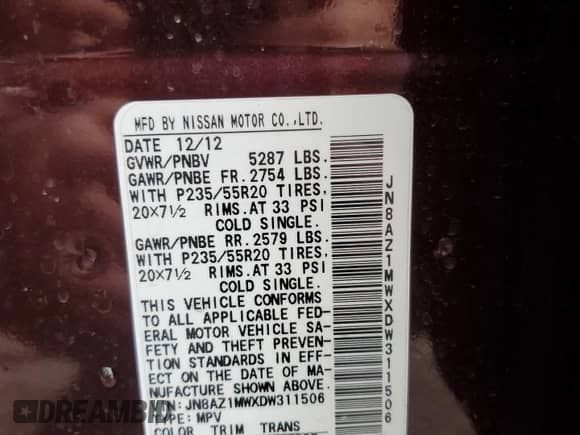 MFD BY NISSAN MOTOR CO.,LTD.
DATE 12/12
GVWR/PNBV 5287 LBS.
GAWR/PNBE FR. 2754 LBS.
WITH P235/55R20 TIRES,
20X7½ RIMS.AT 33 PSI
COLD SINGLE.
GAWR/PNBE RR. 2579 LBS.
WITH P235/55R20 TIRES,
20X7½ RIMS.AT 33 PSI
COLD SINGLE.
THIS VEHICLE CONFORMS
TO ALL APPLICABLE FED-
ERAL MOTOR VEHICLE SA-
FETY AND THEFT PREVEN-
TION STANDARDS IN EFF-
ECT ON THE DATE OF MA-
NUFACTURE SHOWN ABOVE.
JN8AZ1MWXDW311506
MPV
COLOR TRIM TRANS
JN8AZ1MWXDW311506
DREAMBID